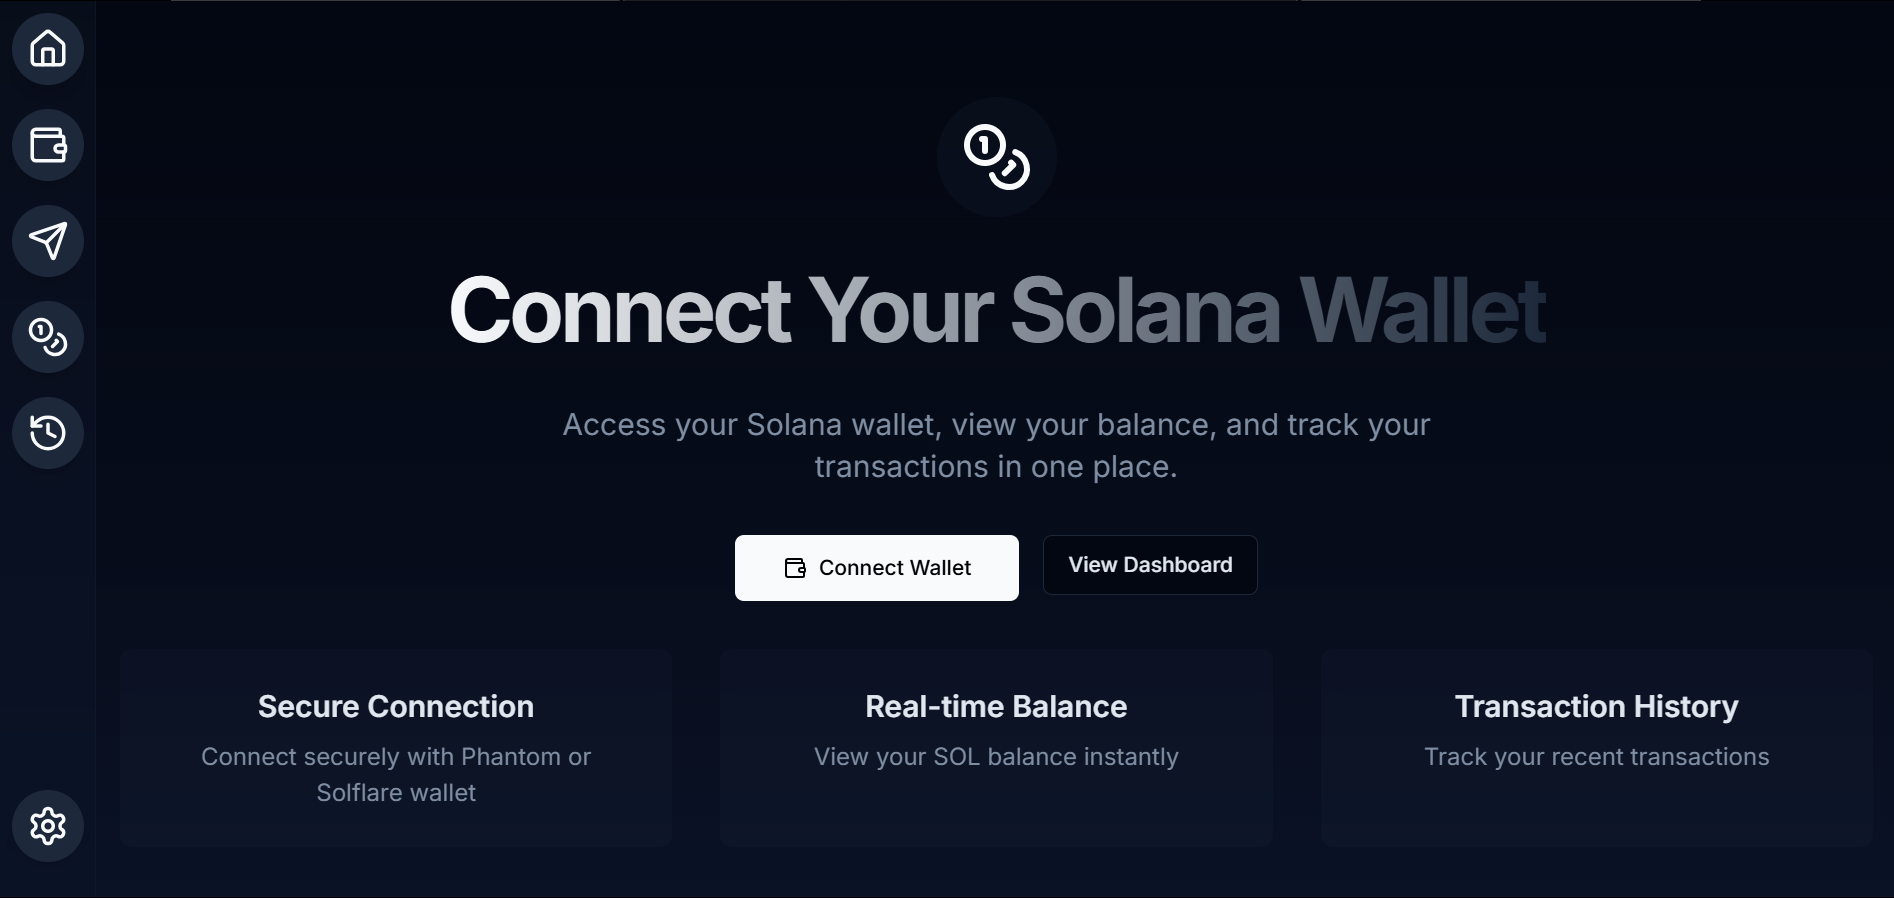 Connect Your Solana Wallet
Access your Solana wallet, view your balance, and track your
transactions in one place.
Connect Wallet
View Dashboard
Secure Connection
Connect securely with Phantom or
Solflare wallet
Real-time Balance
View your SOL balance instantly
Transaction History
Track your recent transactions